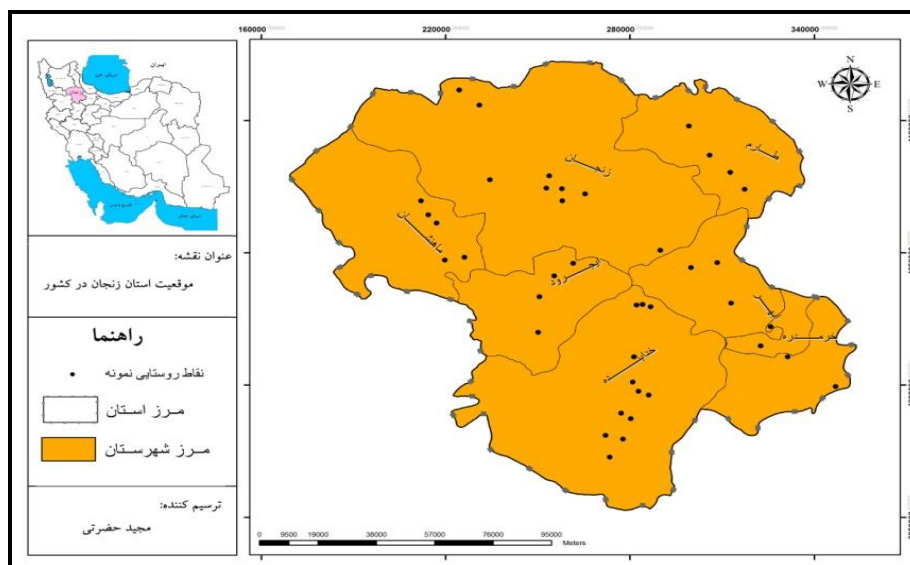 ایران
عنوان نقشه:
موقعیت استان زنجان در کشور
راهنما
نقاط روستایی نمونه
مرز استان
مرز شهرستان
ترسیم کننده:
مجید حضرتی
160000 220000 280000 340000
N
W E
S
طارم
زنجان
ماهنشان
ایجرود
ابهر
خرمدره
خدابنده
0 9500 19000 38000 57000 76000 95000
Meters